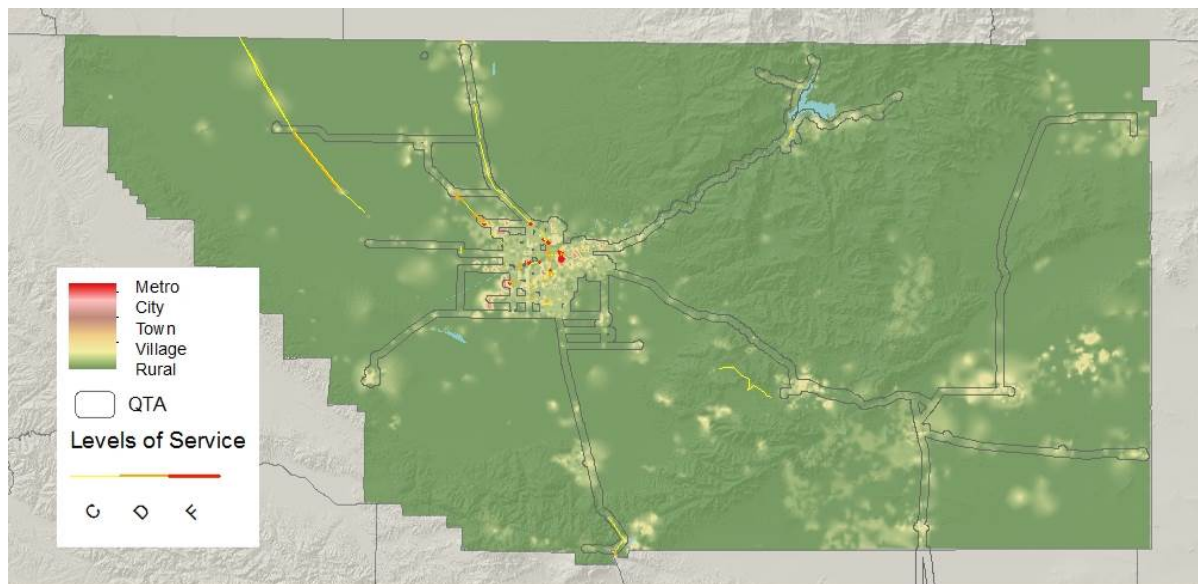 Metro
City
Town
Village
Rural
QTA
Levels of Service
C D F